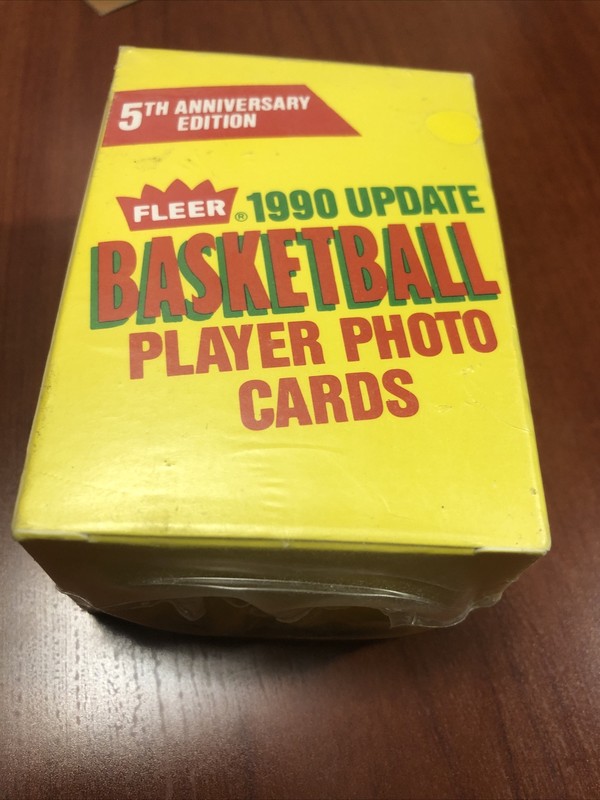 5TH ANNIVERSARY
EDITION
FLEER® 1990 UPDATE
BASKETBALL
PLAYER PHOTO
CARDS